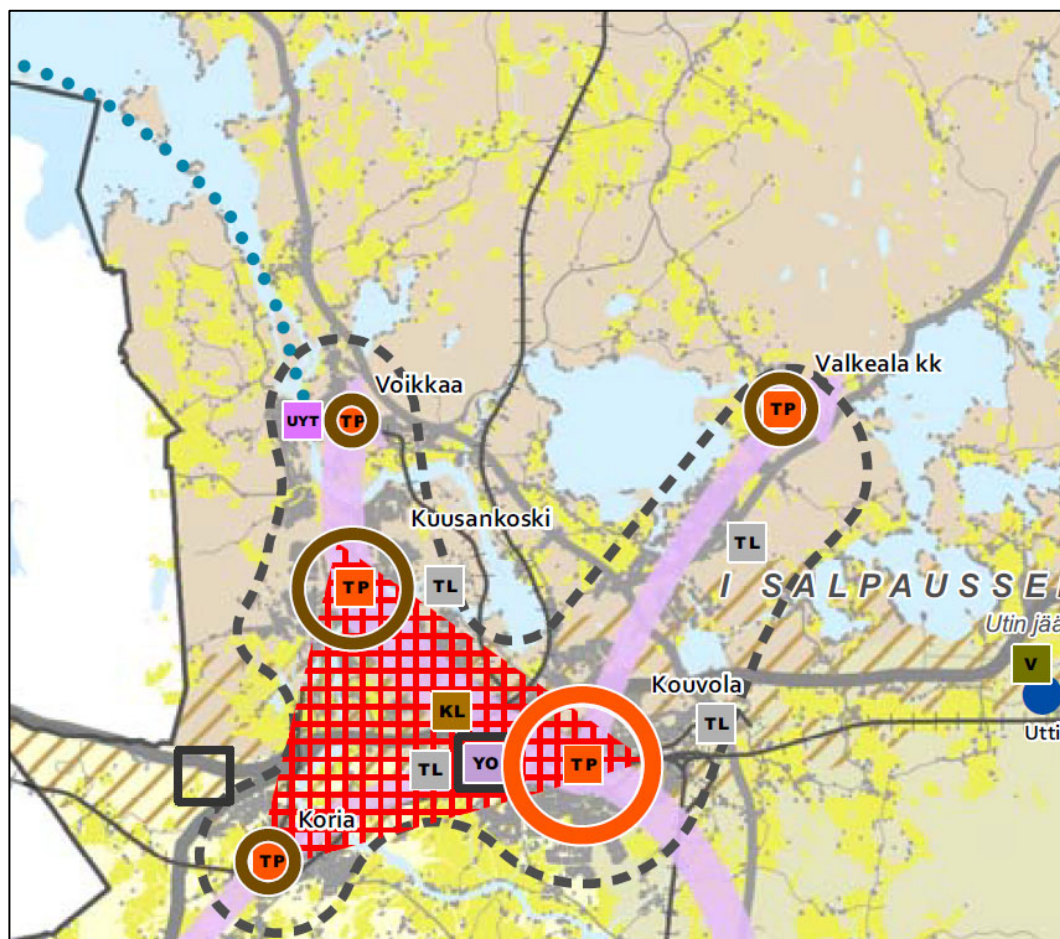 Valkeala kk
Voikkaa
TP
UYT
TP
Kuusankoski
TL
TP
TL
I SALPAUSSE
Utin jää
V
Kouvola
KL
TL
Utti
YO
TP
TL
Koria
TP